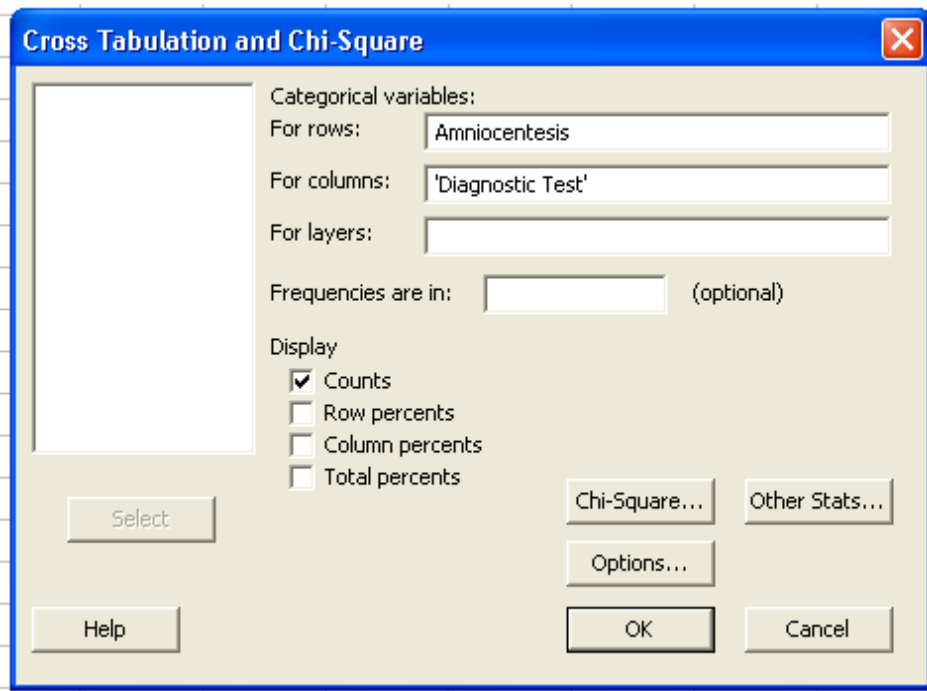 Cross Tabulation and Chi-Square
Categorical variables:
For rows: Amniocentesis
For columns: 'Diagnostic Test'
For layers:
Frequencies are in: (optional)
Display
Counts
Row percents
Column percents
Total percents
Select
Chi-Square... Other Stats...
Options...
Help OK Cancel